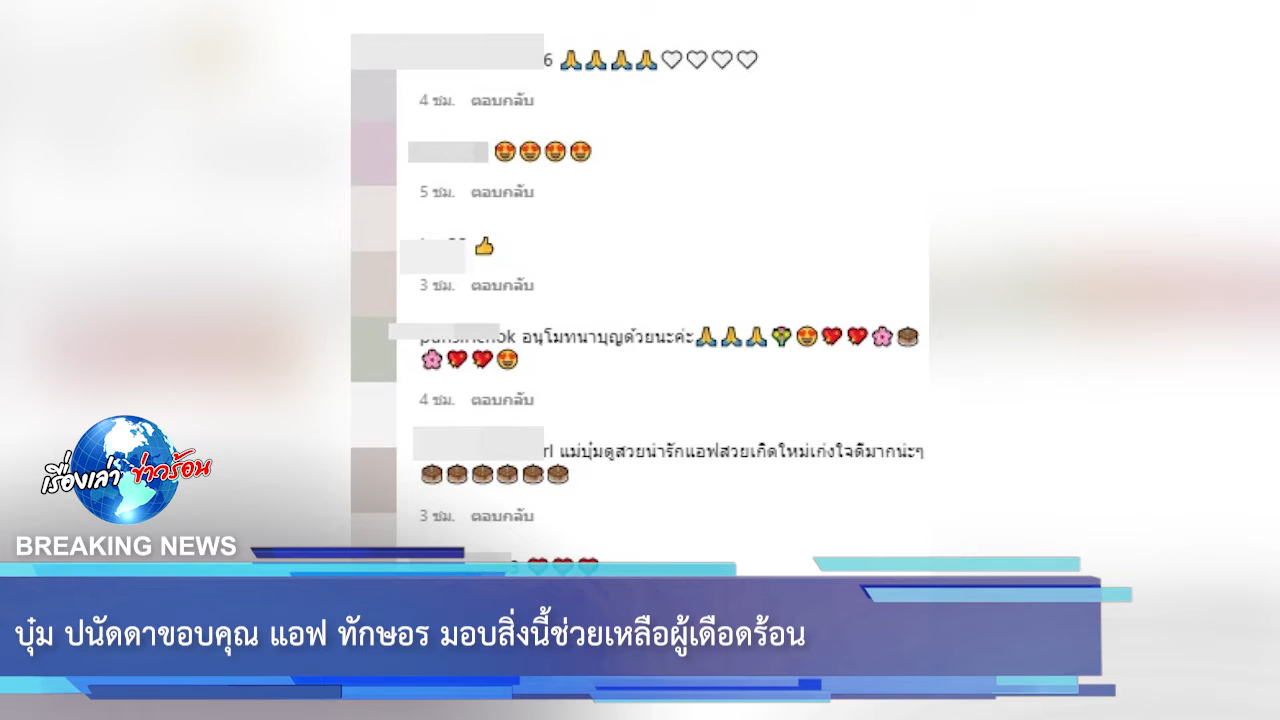 6 🙏🙏🙏🙏🤍🤍🤍🤍
4 ชม. ตอบกลับ
😍😍😍😍
5 ชม. ตอบกลับ
👍
3 ชม. ตอบกลับ
อนุโมทนาบุญด้วยนะค่ะ🙏🙏🙏💐😍💖💖🌸🎂
🌸💖💖😍
4 ชม. ตอบกลับ
rl แม่บุ๋มดูสวยน่ารักแอฟสวยเกิดใหม่เก่งใจดีมากน่ะๆ
🎂🎂🎂🎂🎂🎂
3 ชม. ตอบกลับ
เรื่องเล่า ข่าวร้อน
BREAKING NEWS
บุ๋ม ปนัดดาขอบคุณ แอฟ ทักษอร มอบสิ่งนี้ช่วยเหลือผู้เดือดร้อน